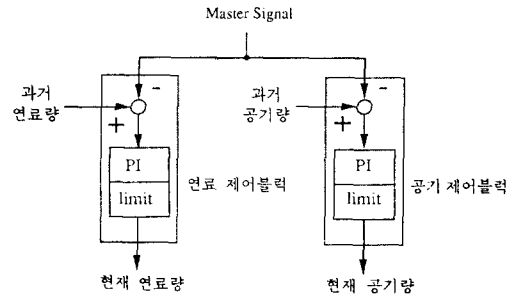 Master Signal
-
-
과거
연료량
과거
공기량
+
+
PI
limit
연료 제어블럭
PI
limit
공기 제어블럭
현재 연료량
현재 공기량